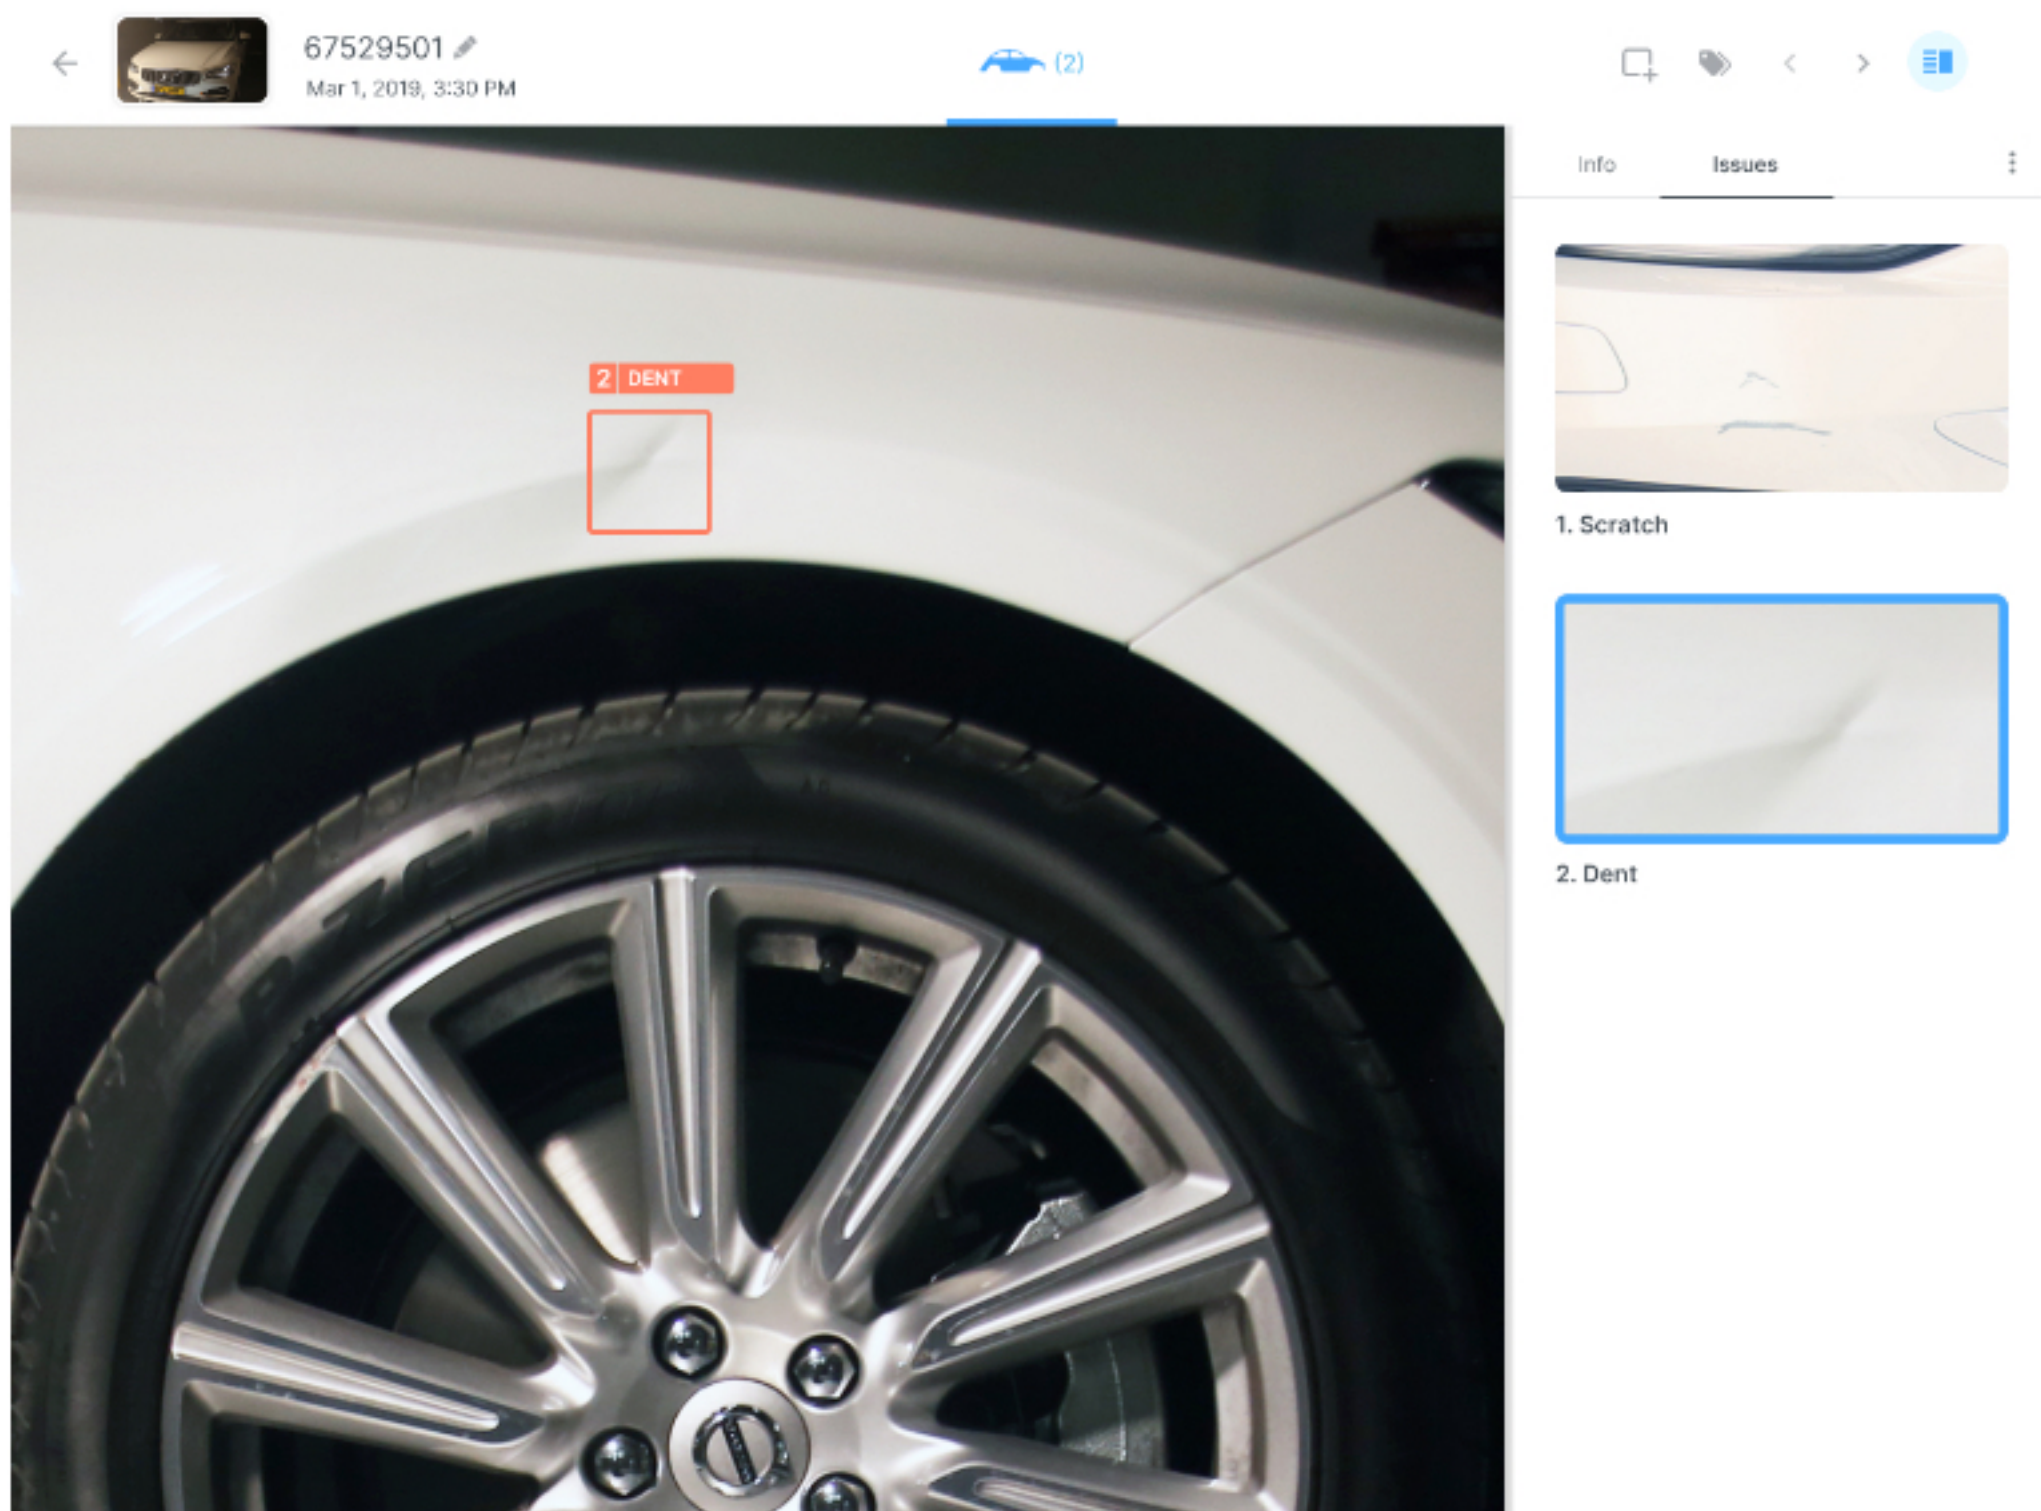 67529501
Mar 1, 2019, 3:30 PM
(2)
Info
Issues
2 DENT
1. Scratch
2. Dent